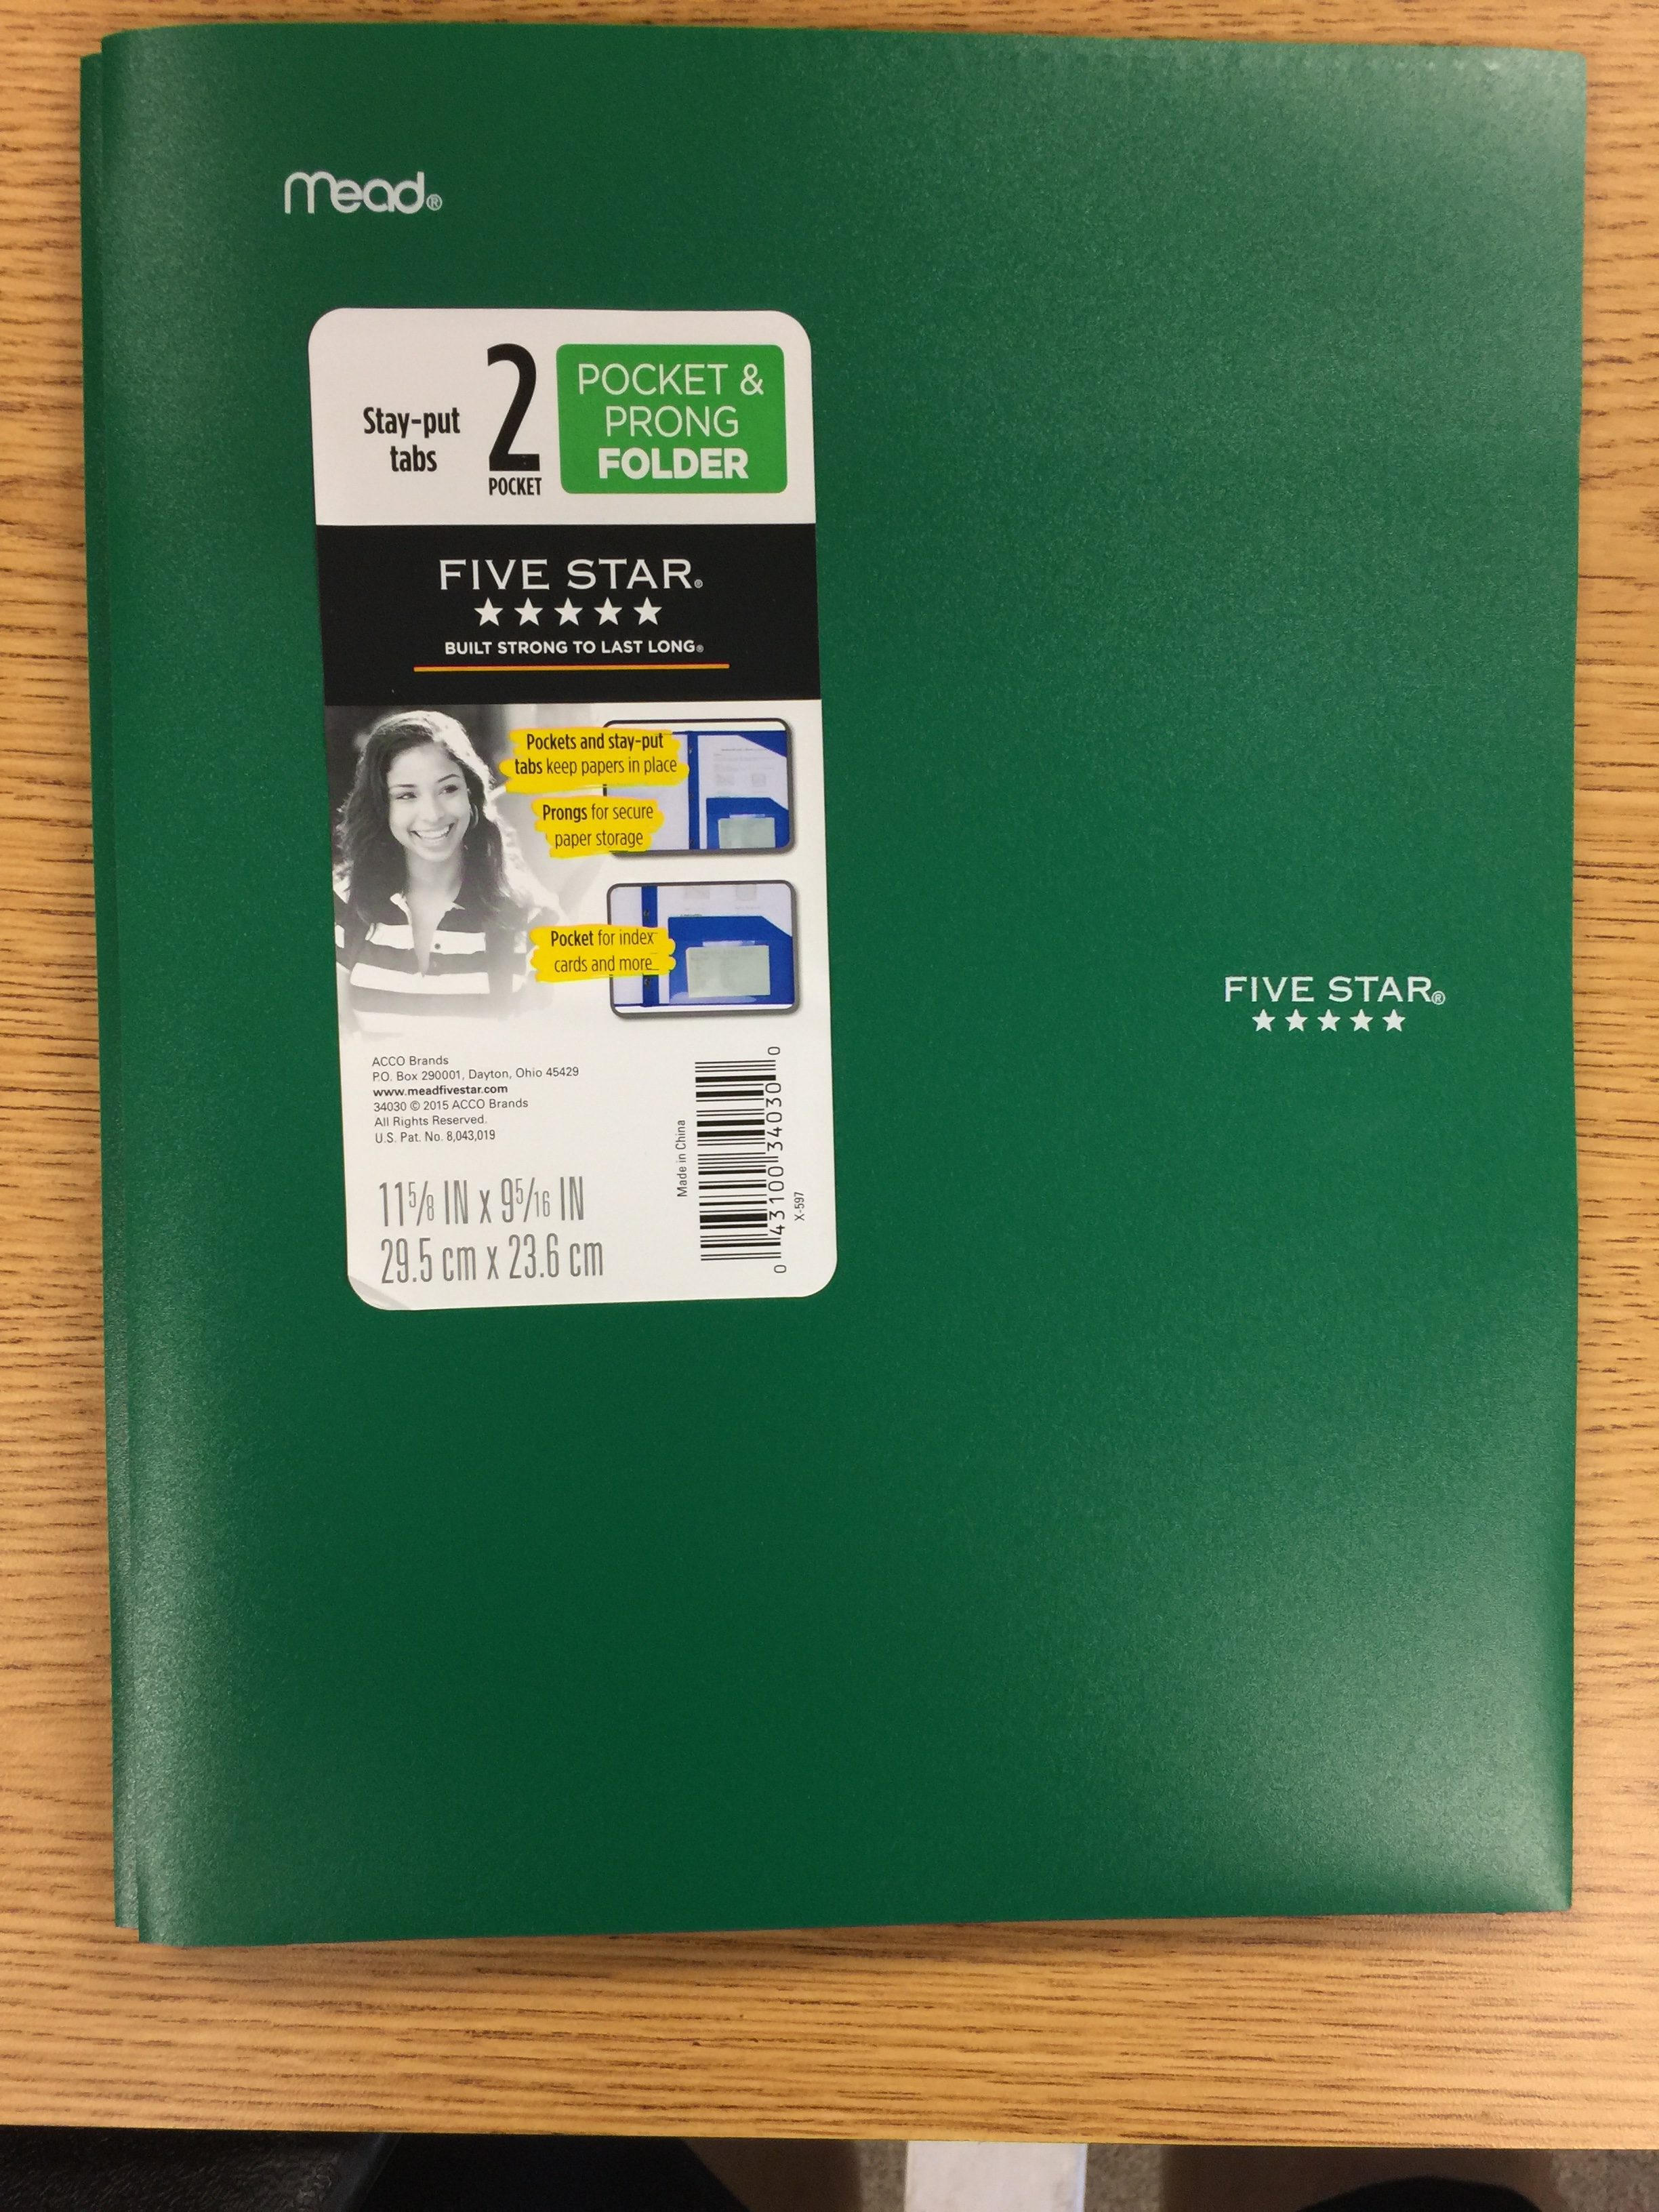 mead®
Stay-put
tabs
2
POCKET
POCKET &
PRONG
FOLDER
FIVE STAR®
★★★★★
BUILT STRONG TO LAST LONG®
Pockets and stay-put
tabs keep papers in place
Prongs for secure
paper storage
Pocket for index
cards and more
ACCO Brands
P.O. Box 290001, Dayton, Ohio 45429
www.meadfivestar.com
34030 © 2015 ACCO Brands
All Rights Reserved.
U.S. Pat. No. 8,043,019
11 5/8 IN x 9 5/16 IN
29.5 cm x 23.6 cm
Made in China
0 43100 34030 0
X-597
FIVE STAR®
★★★★★